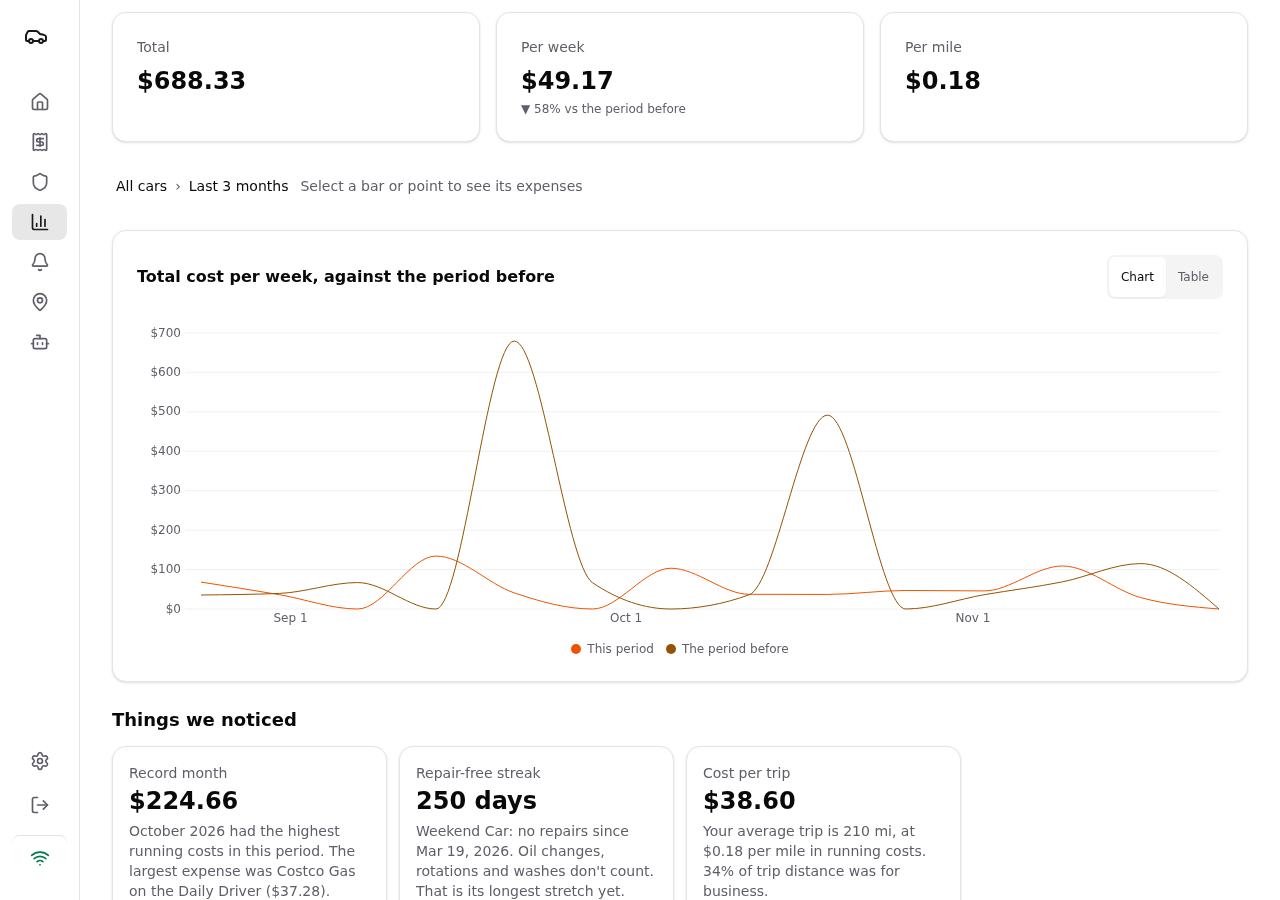 Total
$688.33
Per week
$49.17
▼ 58% vs the period before
Per mile
$0.18
All cars › Last 3 months Select a bar or point to see its expenses
Total cost per week, against the period before
Chart Table
$700
$600
$500
$400
$300
$200
$100
$0
Sep 1 Oct 1 Nov 1
This period The period before
Things we noticed
Record month
$224.66
October 2026 had the highest
running costs in this period. The
largest expense was Costco Gas
on the Daily Driver ($37.28).
Repair-free streak
250 days
Weekend Car: no repairs since
Mar 19, 2026. Oil changes,
rotations and washes don't count.
That is its longest stretch yet.
Cost per trip
$38.60
Your average trip is 210 mi, at
$0.18 per mile in running costs.
34% of trip distance was for
business.